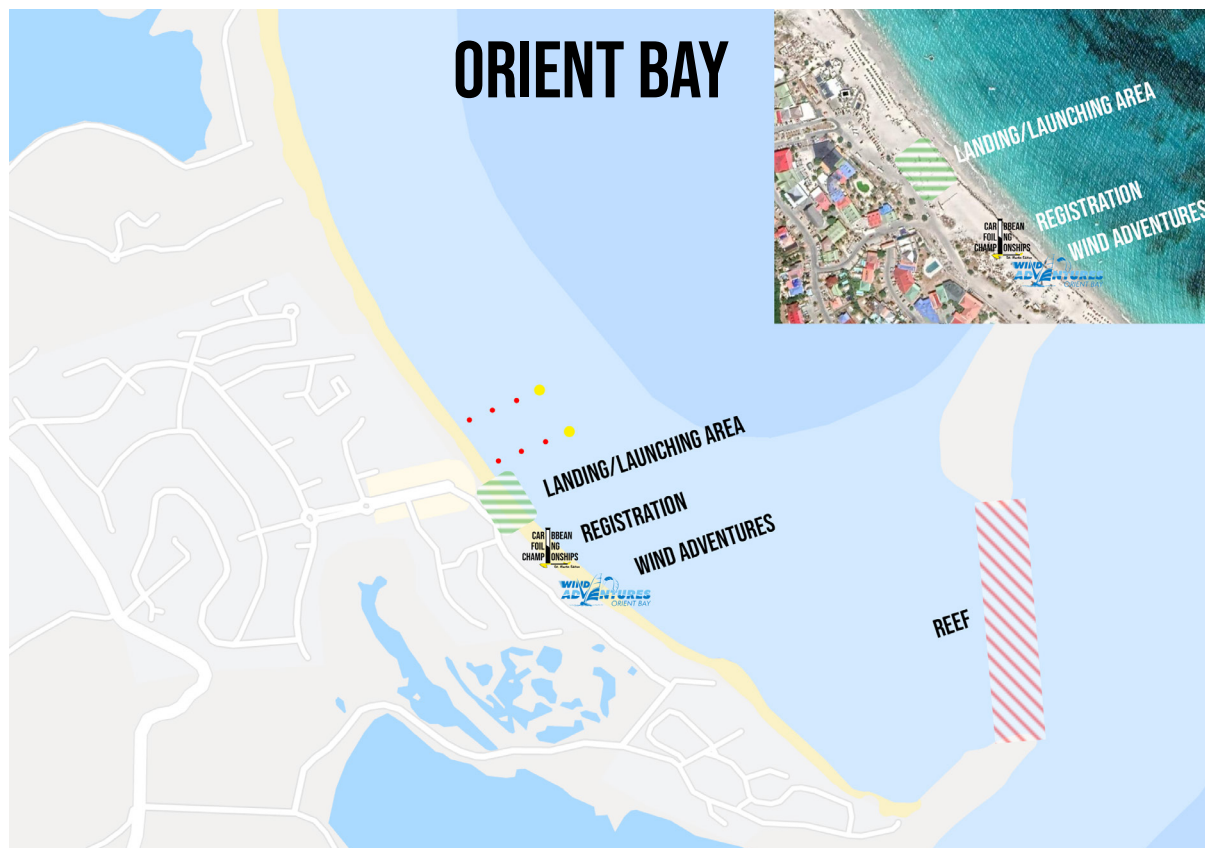 ORIENT BAY
LANDING/LAUNCHING AREA
REGISTRATION
WIND ADVENTURES
CARIBBEAN
FOILING
CHAMPIONSHIPS
WIND
ADVENTURES
ORIENT BAY
LANDING/LAUNCHING AREA
REGISTRATION
WIND ADVENTURES
CARIBBEAN
FOILING
CHAMPIONSHIPS
WIND
ADVENTURES
ORIENT BAY
REEF